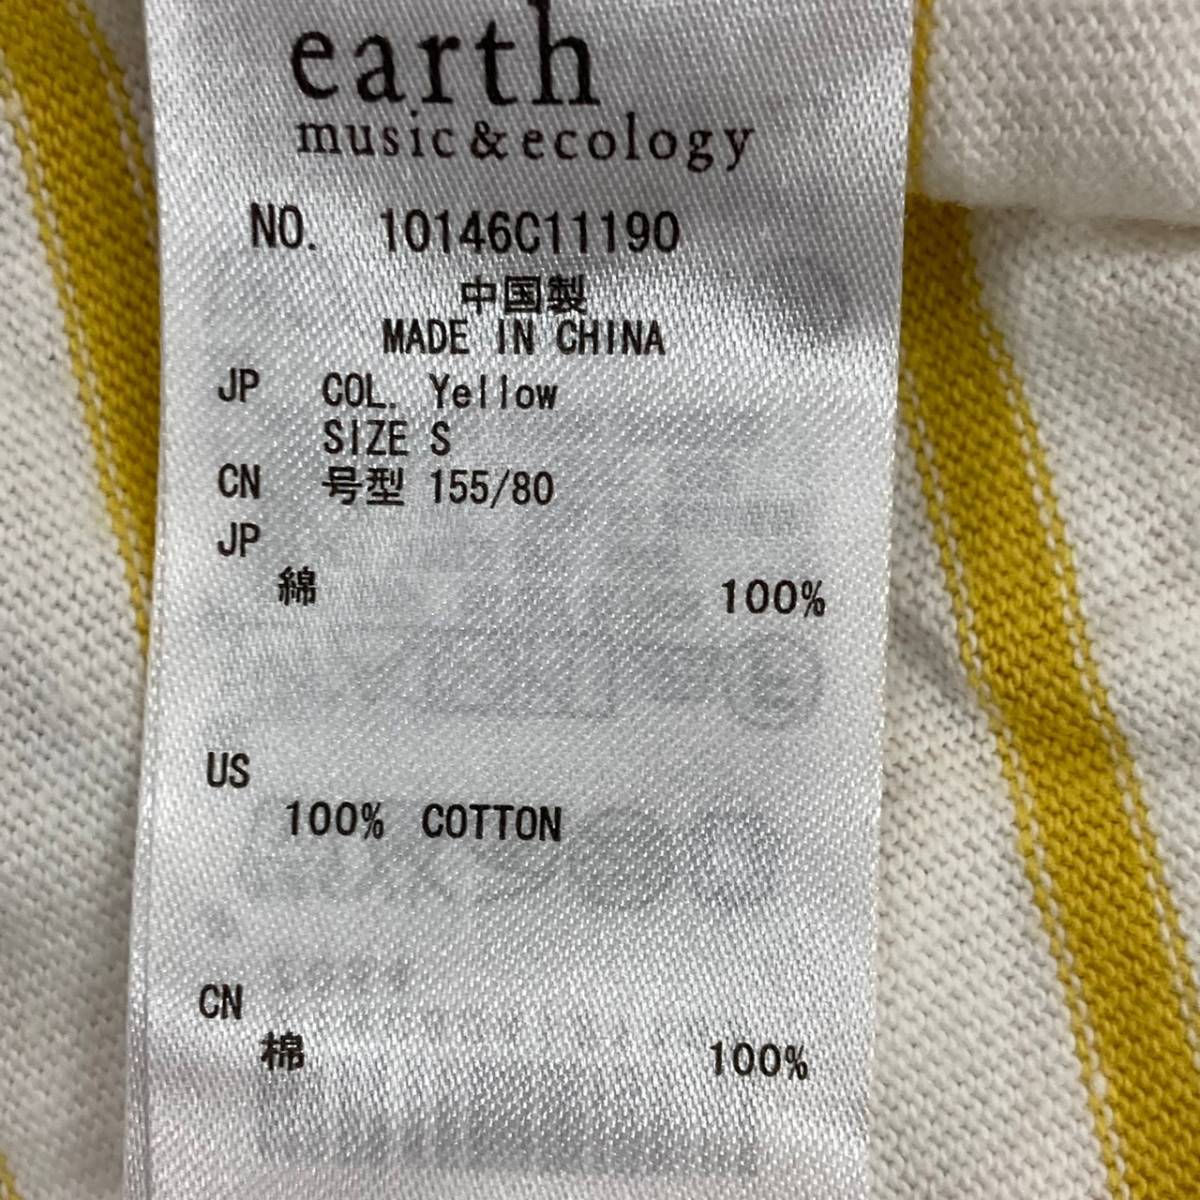 earth
music & ecology
NO. 10146C11190
中国製
MADE IN CHINA
JP COL. Yellow
SIZE S
CN 号型 155/80
JP
綿 100%
US
100% COTTON
CN
棉 100%